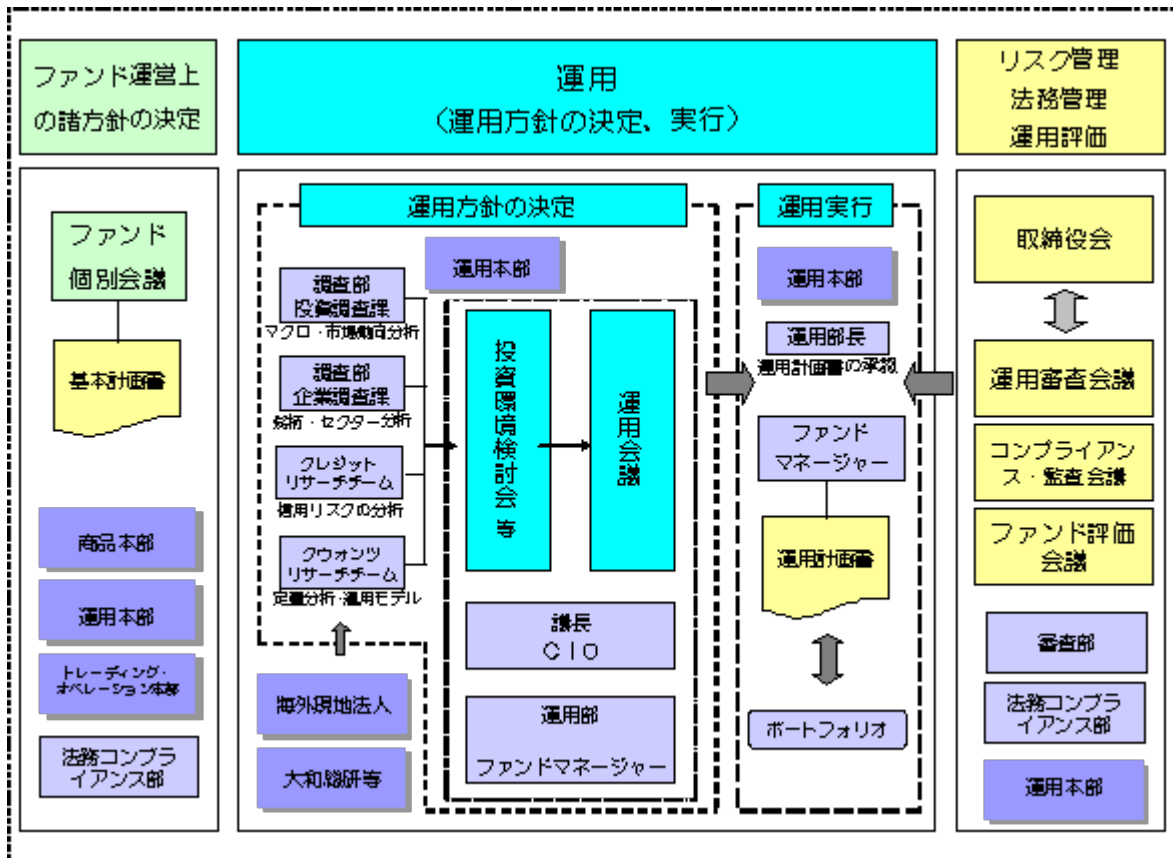 ファンド運営上
の諸方針の決定
運用
（運用方針の決定、実行）
リスク管理
法務管理
運用評価
ファンド
個別会議
基本計画書
商品本部
運用本部
トレーディング・
オペレーション本部
法務コンプラ
イアンス部
運用方針の決定
運用本部
調査部
投資調査課
マクロ・市場動向分析
調査部
企業調査課
銘柄・セクター分析
クレジット
リサーチチーム
信用リスクの分析
クウォンツ
リサーチチーム
定量分析・運用モデル
海外現地法人
大和総研等
投資環境検討会 等
運用会議
議長
ＣＩＯ
運用部
ファンドマネージャー
運用実行
運用本部
運用部長
運用計画書の承認
ファンド
マネージャー
運用計画書
ポートフォリオ
取締役会
運用審査会議
コンプライアン
ス・監査会議
ファンド評価
会議
審査部
法務コンプラ
イアンス部
運用本部